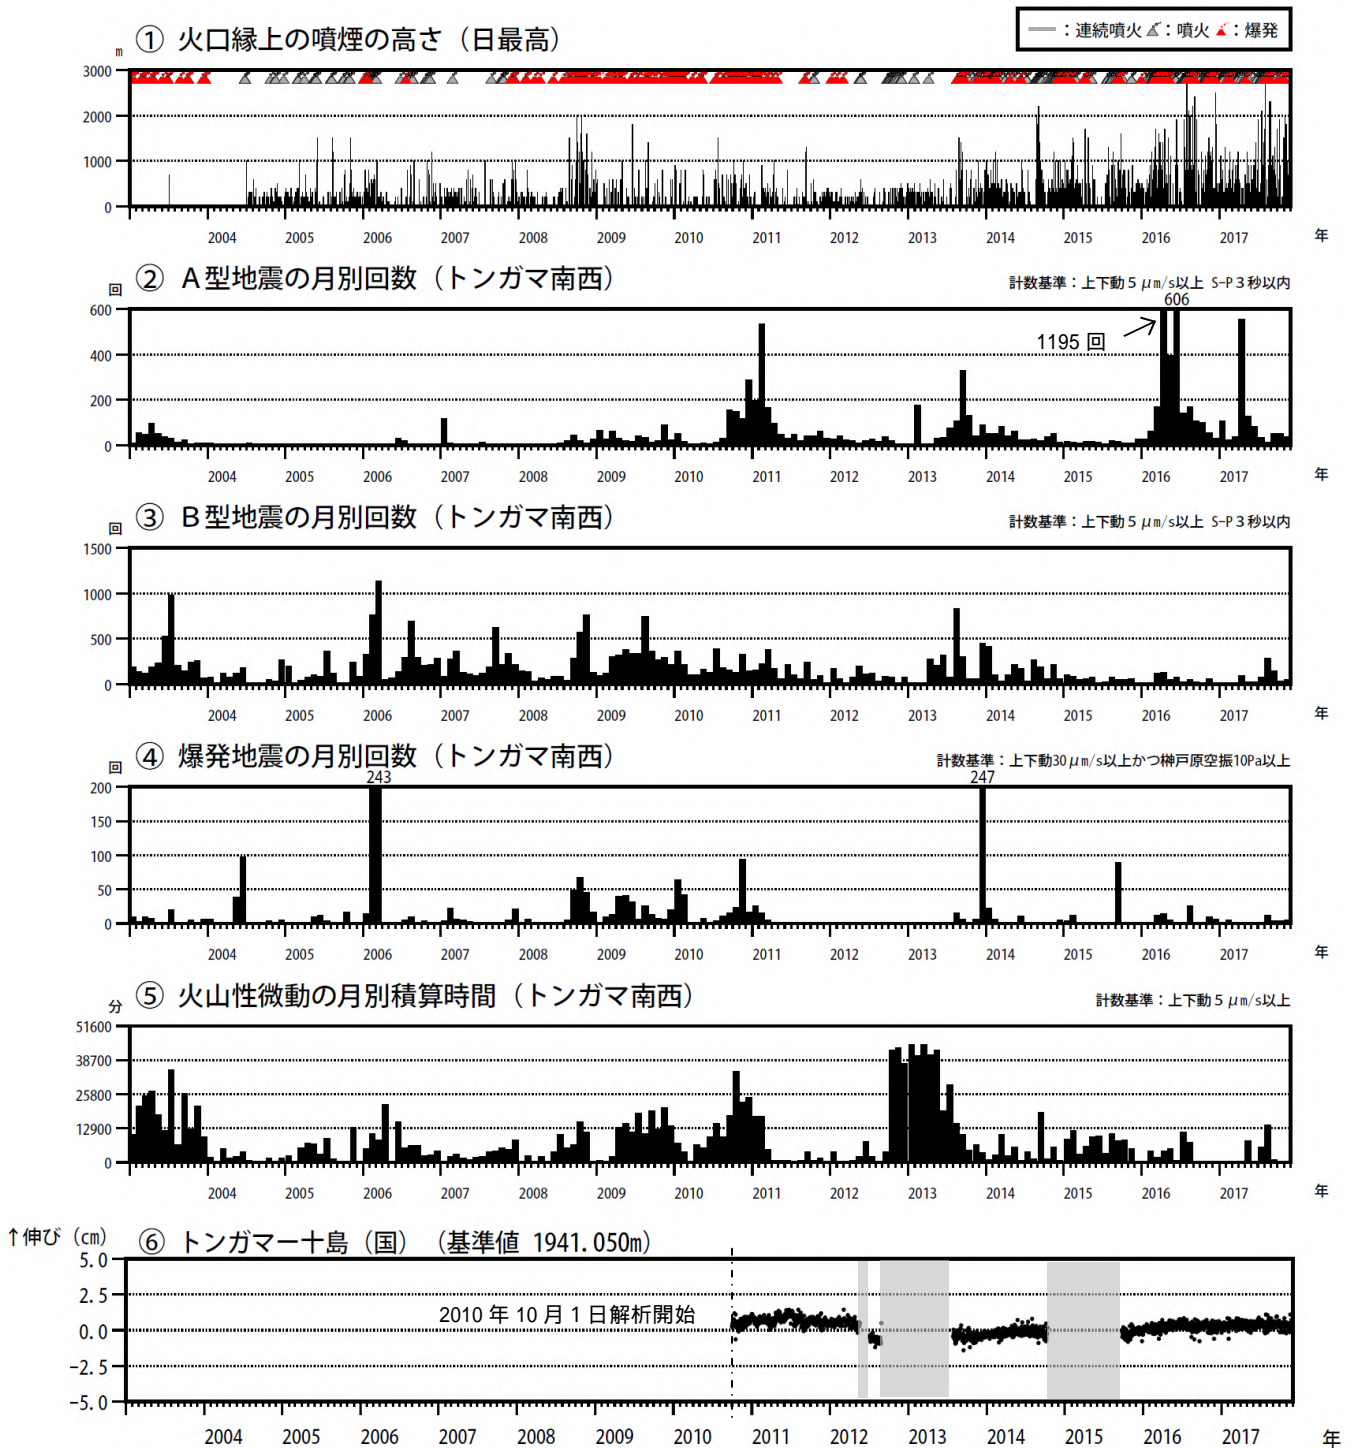 ━：連続噴火 ：噴火 ：爆発
① 火口縁上の噴煙の高さ（日最高）
m
3000
2000
1000
0
2004 2005 2006 2007 2008 2009 2010 2011 2012 2013 2014 2015 2016 2017 年
② Ａ型地震の月別回数（トンガマ南西）
計数基準：上下動５μm/s以上 S-P３秒以内
回
606
1195 回
600
400
200
0
2004 2005 2006 2007 2008 2009 2010 2011 2012 2013 2014 2015 2016 2017 年
③ Ｂ型地震の月別回数（トンガマ南西）
計数基準：上下動５μm/s以上 S-P３秒以内
回
1500
1000
500
0
2004 2005 2006 2007 2008 2009 2010 2011 2012 2013 2014 2015 2016 2017 年
④ 爆発地震の月別回数（トンガマ南西）
計数基準：上下動30μm/s以上かつ榊戸原空振10Pa以上
回
243 247
200
150
100
50
0
2004 2005 2006 2007 2008 2009 2010 2011 2012 2013 2014 2015 2016 2017 年
⑤ 火山性微動の月別積算時間（トンガマ南西）
計数基準：上下動５μm/s以上
分
51600
38700
25800
12900
0
2004 2005 2006 2007 2008 2009 2010 2011 2012 2013 2014 2015 2016 2017 年
↑伸び（cm） ⑥ トンガマー十島（国）（基準値 1941.050m）
5.0
2.5
2010 年 10 月 1 日解析開始
0.0
−2.5
−5.0
2004 2005 2006 2007 2008 2009 2010 2011 2012 2013 2014 2015 2016 2017 年